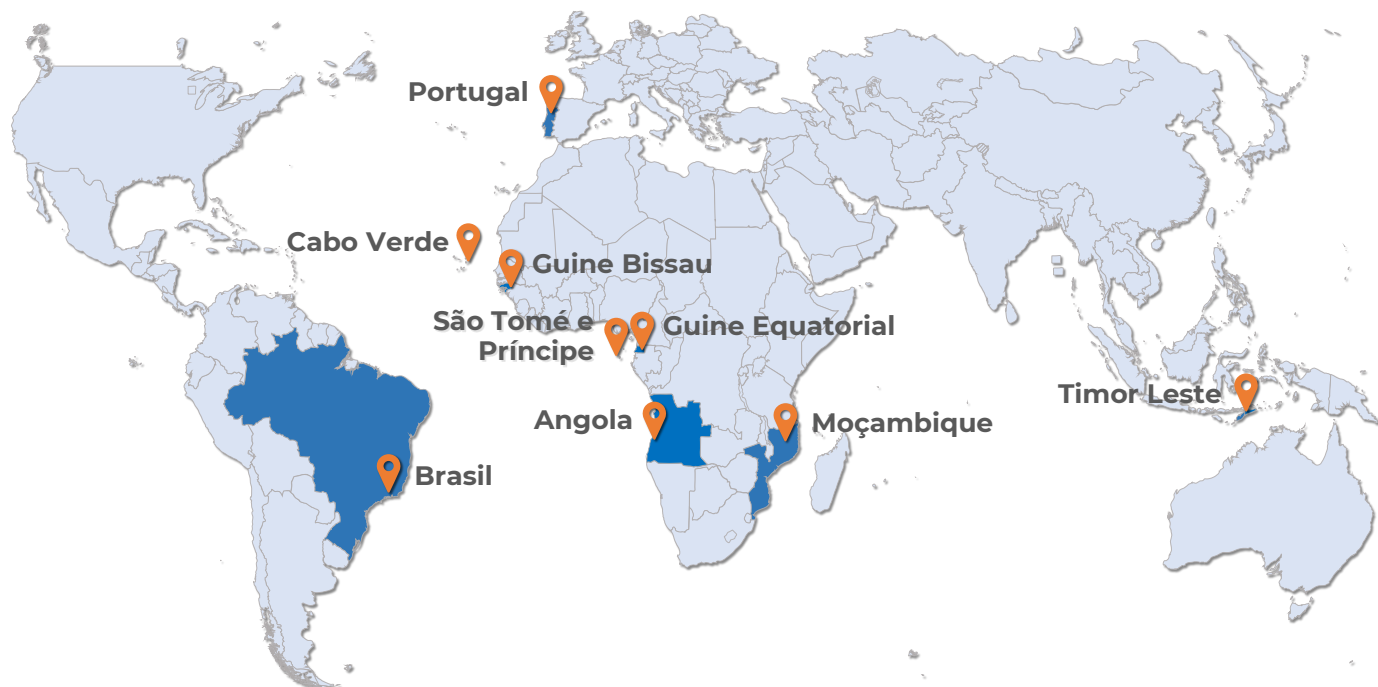 Portugal
Cabo Verde
Guine Bissau
São Tomé e
Príncipe
Guine Equatorial
Timor Leste
Angola
Moçambique
Brasil